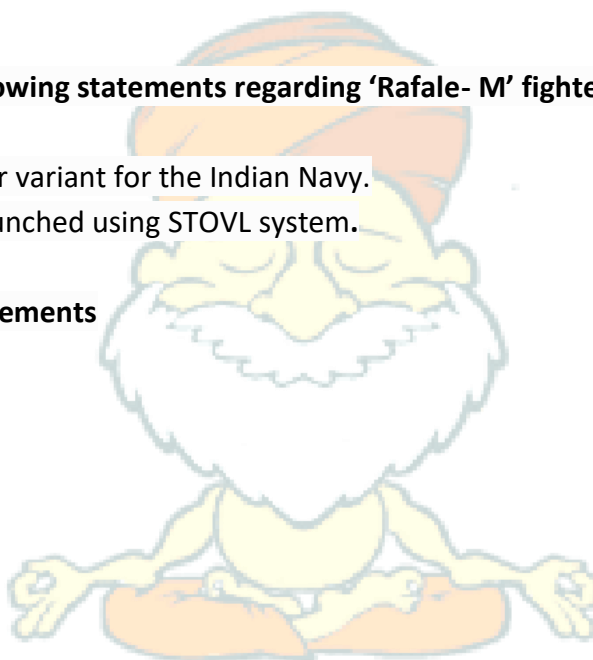 owing statements regarding ‘Rafale- M’ fighte
r variant for the Indian Navy.
unched using STOVL system.
ements